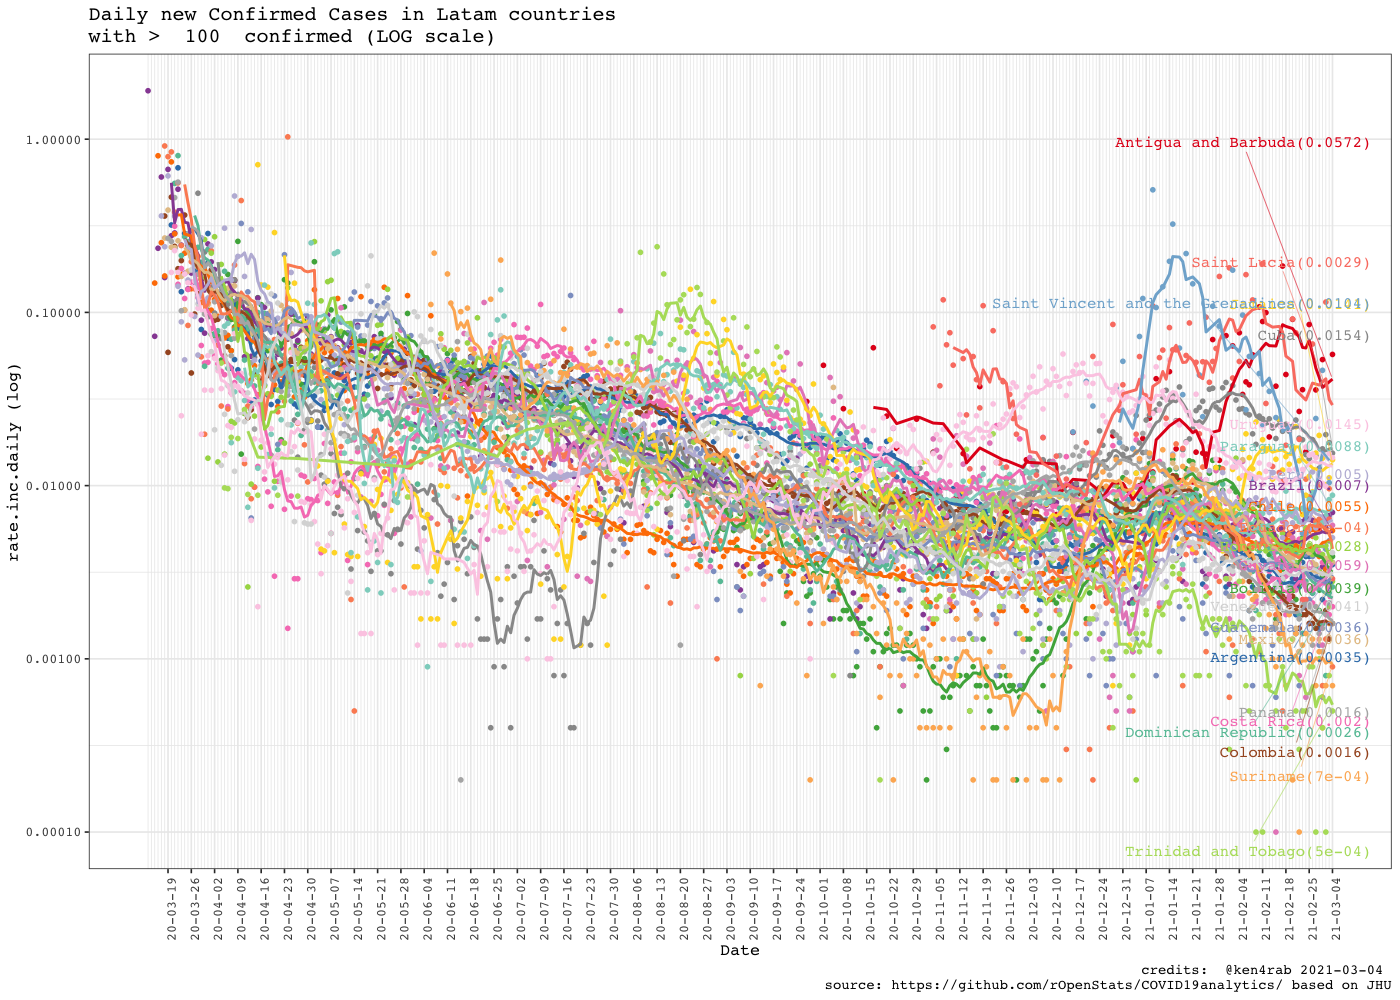 Daily new Confirmed Cases in Latam countries
with >  100  confirmed (LOG scale)
rate.inc.daily (log)
1.00000
0.10000
0.01000
0.00100
0.00010
Antigua and Barbuda(0.0572)
Saint Lucia(0.0029)
Saint Vincent and the Grenadines(0.0104)
Cuba(0.0154)
Brazil(0.007)
Bolivia(0.0039)
Venezuela(0.0041)
Guatemala(0.0036)
Mexico(0.0036)
Argentina(0.0035)
Panama(0.0016)
Costa Rica(0.002)
Dominican Republic(0.0026)
Colombia(0.0016)
Suriname(7e-04)
Trinidad and Tobago(5e-04)
20-03-19
20-03-26
20-04-02
20-04-09
20-04-16
20-04-23
20-04-30
20-05-07
20-05-14
20-05-21
20-05-28
20-06-04
20-06-11
20-06-18
20-06-25
20-07-02
20-07-09
20-07-16
20-07-23
20-07-30
20-08-06
20-08-13
20-08-20
20-08-27
20-09-03
20-09-10
20-09-17
20-09-24
20-10-01
20-10-08
20-10-15
20-10-22
20-10-29
20-11-05
20-11-12
20-11-19
20-11-26
20-12-03
20-12-10
20-12-17
20-12-24
20-12-31
21-01-07
21-01-14
21-01-21
21-01-28
21-02-04
21-02-11
21-02-18
21-02-25
21-03-04
Date
credits:  @ken4rab 2021-03-04
source: https://github.com/rOpenStats/COVID19analytics/ based on JHU